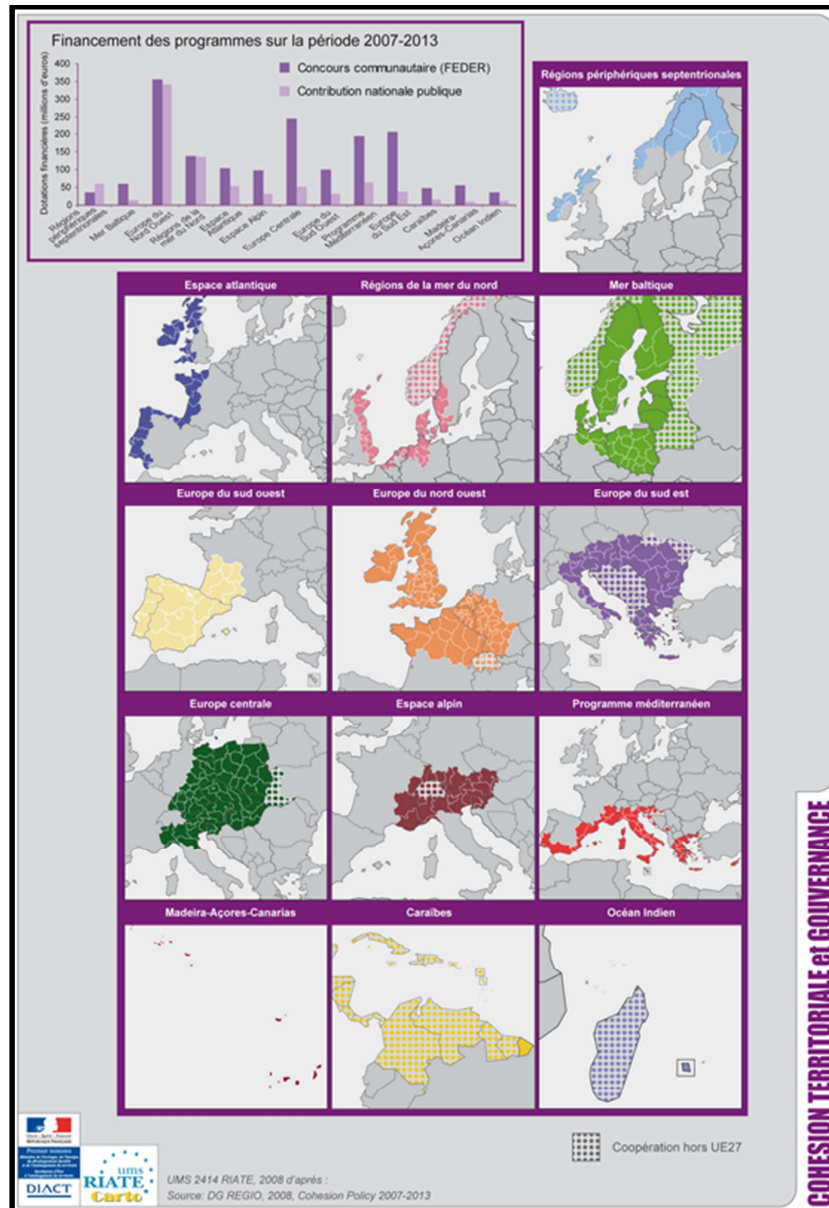 Financement des programmes sur la période 2007-2013
Dotations financières (millions d'euros)
400
350
300
250
200
150
100
50
0
Concours communautaire (FEDER)
Contribution nationale publique
Régions
périphériques
septentrionales
Mer Baltique
Europe du
Nord Ouest
Régions de la
mer du Nord
Espace
Atlantique
Espace Alpin
Europe Centrale
Europe du
Sud Ouest
Programme
Méditerranéen
Europe
du Sud Est
Caraïbes
Madeira-
Açores-Canarias
Océan Indien
Régions périphériques septentrionales
Espace atlantique
Régions de la mer du nord
Mer baltique
Europe du sud ouest
Europe du nord ouest
Europe du sud est
Europe centrale
Espace alpin
Programme méditerranéen
Madeira-Açores-Canarias
Caraïbes
Océan Indien
COHESION TERRITORIALE et GOUVERNANCE
Coopération hors UE27
RÉPUBLIQUE FRANÇAISE
Premier ministre
DIACT
ums
RIATE
Carto
UMS 2414 RIATE, 2008 d'après :
Source: DG REGIO, 2008, Cohesion Policy 2007-2013